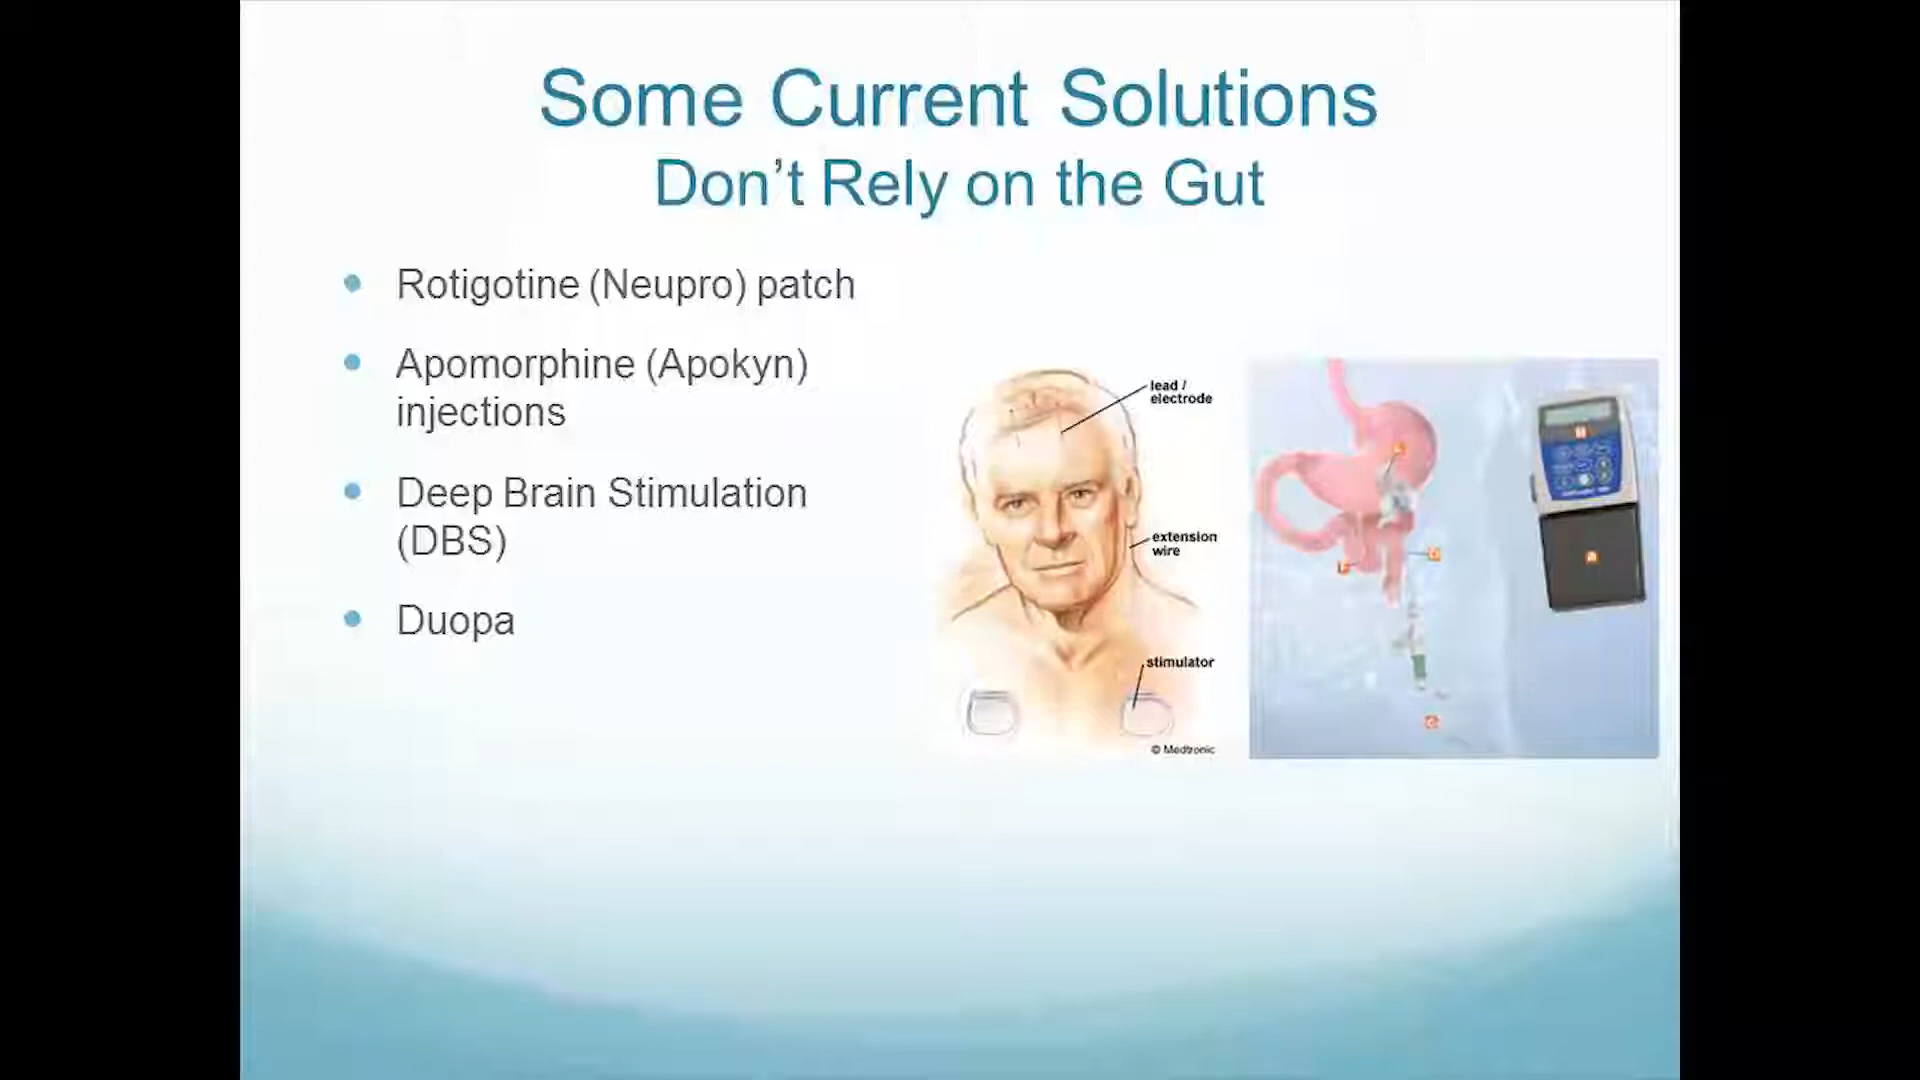 Some Current Solutions
Don’t Rely on the Gut
Rotigotine (Neupro) patch
Apomorphine (Apokyn)
injections
Deep Brain Stimulation
(DBS)
Duopa
lead /
electrode
extension
wire
stimulator
© Medtronic